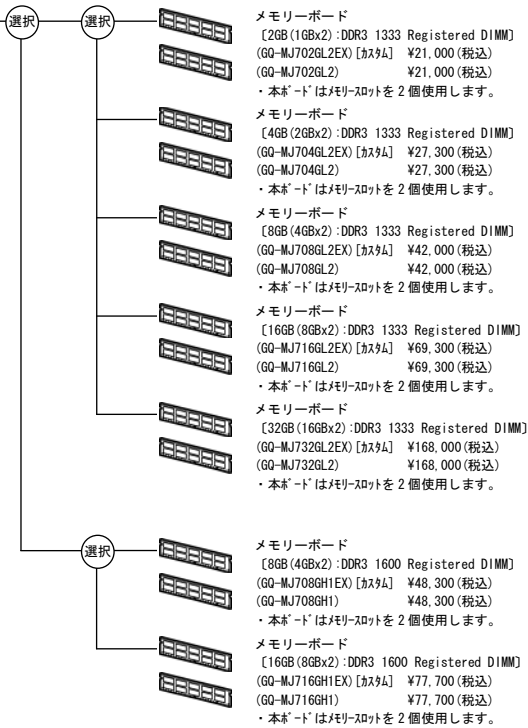 選択
選択
メモリーボード
〔2GB(1GBx2):DDR3 1333 Registered DIMM〕
(GQ-MJ702GL2EX)[ｶｽﾀﾑ] ¥21,000(税込)
(GQ-MJ702GL2) ¥21,000(税込)
・本ﾎﾞｰﾄﾞはﾒﾓﾘｰｽﾛｯﾄを2個使用します。
メモリーボード
〔4GB(2GBx2):DDR3 1333 Registered DIMM〕
(GQ-MJ704GL2EX)[ｶｽﾀﾑ] ¥27,300(税込)
(GQ-MJ704GL2) ¥27,300(税込)
・本ﾎﾞｰﾄﾞはﾒﾓﾘｰｽﾛｯﾄを2個使用します。
メモリーボード
〔8GB(4GBx2):DDR3 1333 Registered DIMM〕
(GQ-MJ708GL2EX)[ｶｽﾀﾑ] ¥42,000(税込)
(GQ-MJ708GL2) ¥42,000(税込)
・本ﾎﾞｰﾄﾞはﾒﾓﾘｰｽﾛｯﾄを2個使用します。
メモリーボード
〔16GB(8GBx2):DDR3 1333 Registered DIMM〕
(GQ-MJ716GL2EX)[ｶｽﾀﾑ] ¥69,300(税込)
(GQ-MJ716GL2) ¥69,300(税込)
・本ﾎﾞｰﾄﾞはﾒﾓﾘｰｽﾛｯﾄを2個使用します。
メモリーボード
〔32GB(16GBx2):DDR3 1333 Registered DIMM〕
(GQ-MJ732GL2EX)[ｶｽﾀﾑ] ¥168,000(税込)
(GQ-MJ732GL2) ¥168,000(税込)
・本ﾎﾞｰﾄﾞはﾒﾓﾘｰｽﾛｯﾄを2個使用します。
選択
メモリーボード
〔8GB(4GBx2):DDR3 1600 Registered DIMM〕
(GQ-MJ708GH1EX)[ｶｽﾀﾑ] ¥48,300(税込)
(GQ-MJ708GH1) ¥48,300(税込)
・本ﾎﾞｰﾄﾞはﾒﾓﾘｰｽﾛｯﾄを2個使用します。
メモリーボード
〔16GB(8GBx2):DDR3 1600 Registered DIMM〕
(GQ-MJ716GH1EX)[ｶｽﾀﾑ] ¥77,700(税込)
(GQ-MJ716GH1) ¥77,700(税込)
・本ﾎﾞｰﾄﾞはﾒﾓﾘｰｽﾛｯﾄを2個使用します。